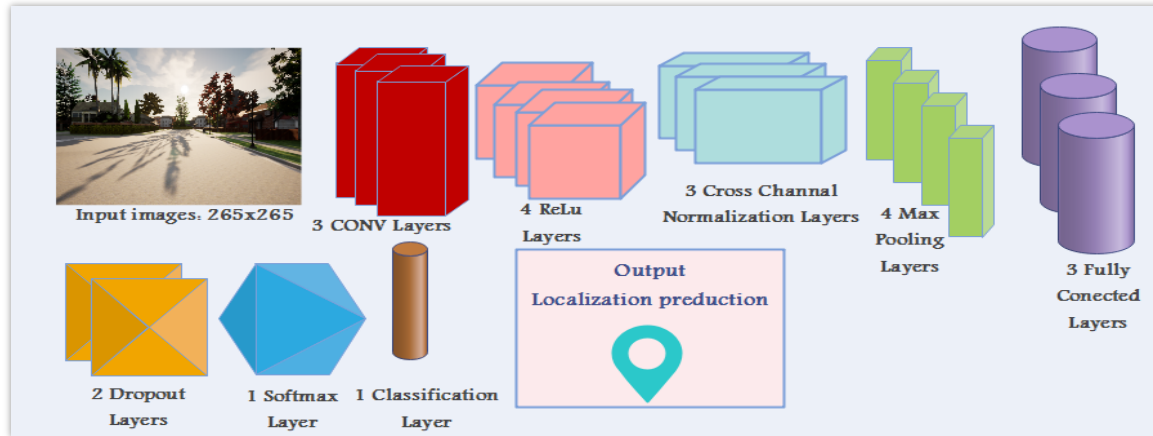 Input images: 265x265
3 CONV Layers
4 ReLu
Layers
3 Cross Channal
Normalization Layers
4 Max
Pooling
Layers
3 Fully
Conected
Layers
2 Dropout
Layers
1 Softmax
Layer
1 Classification
Layer
Output
Localization preduction